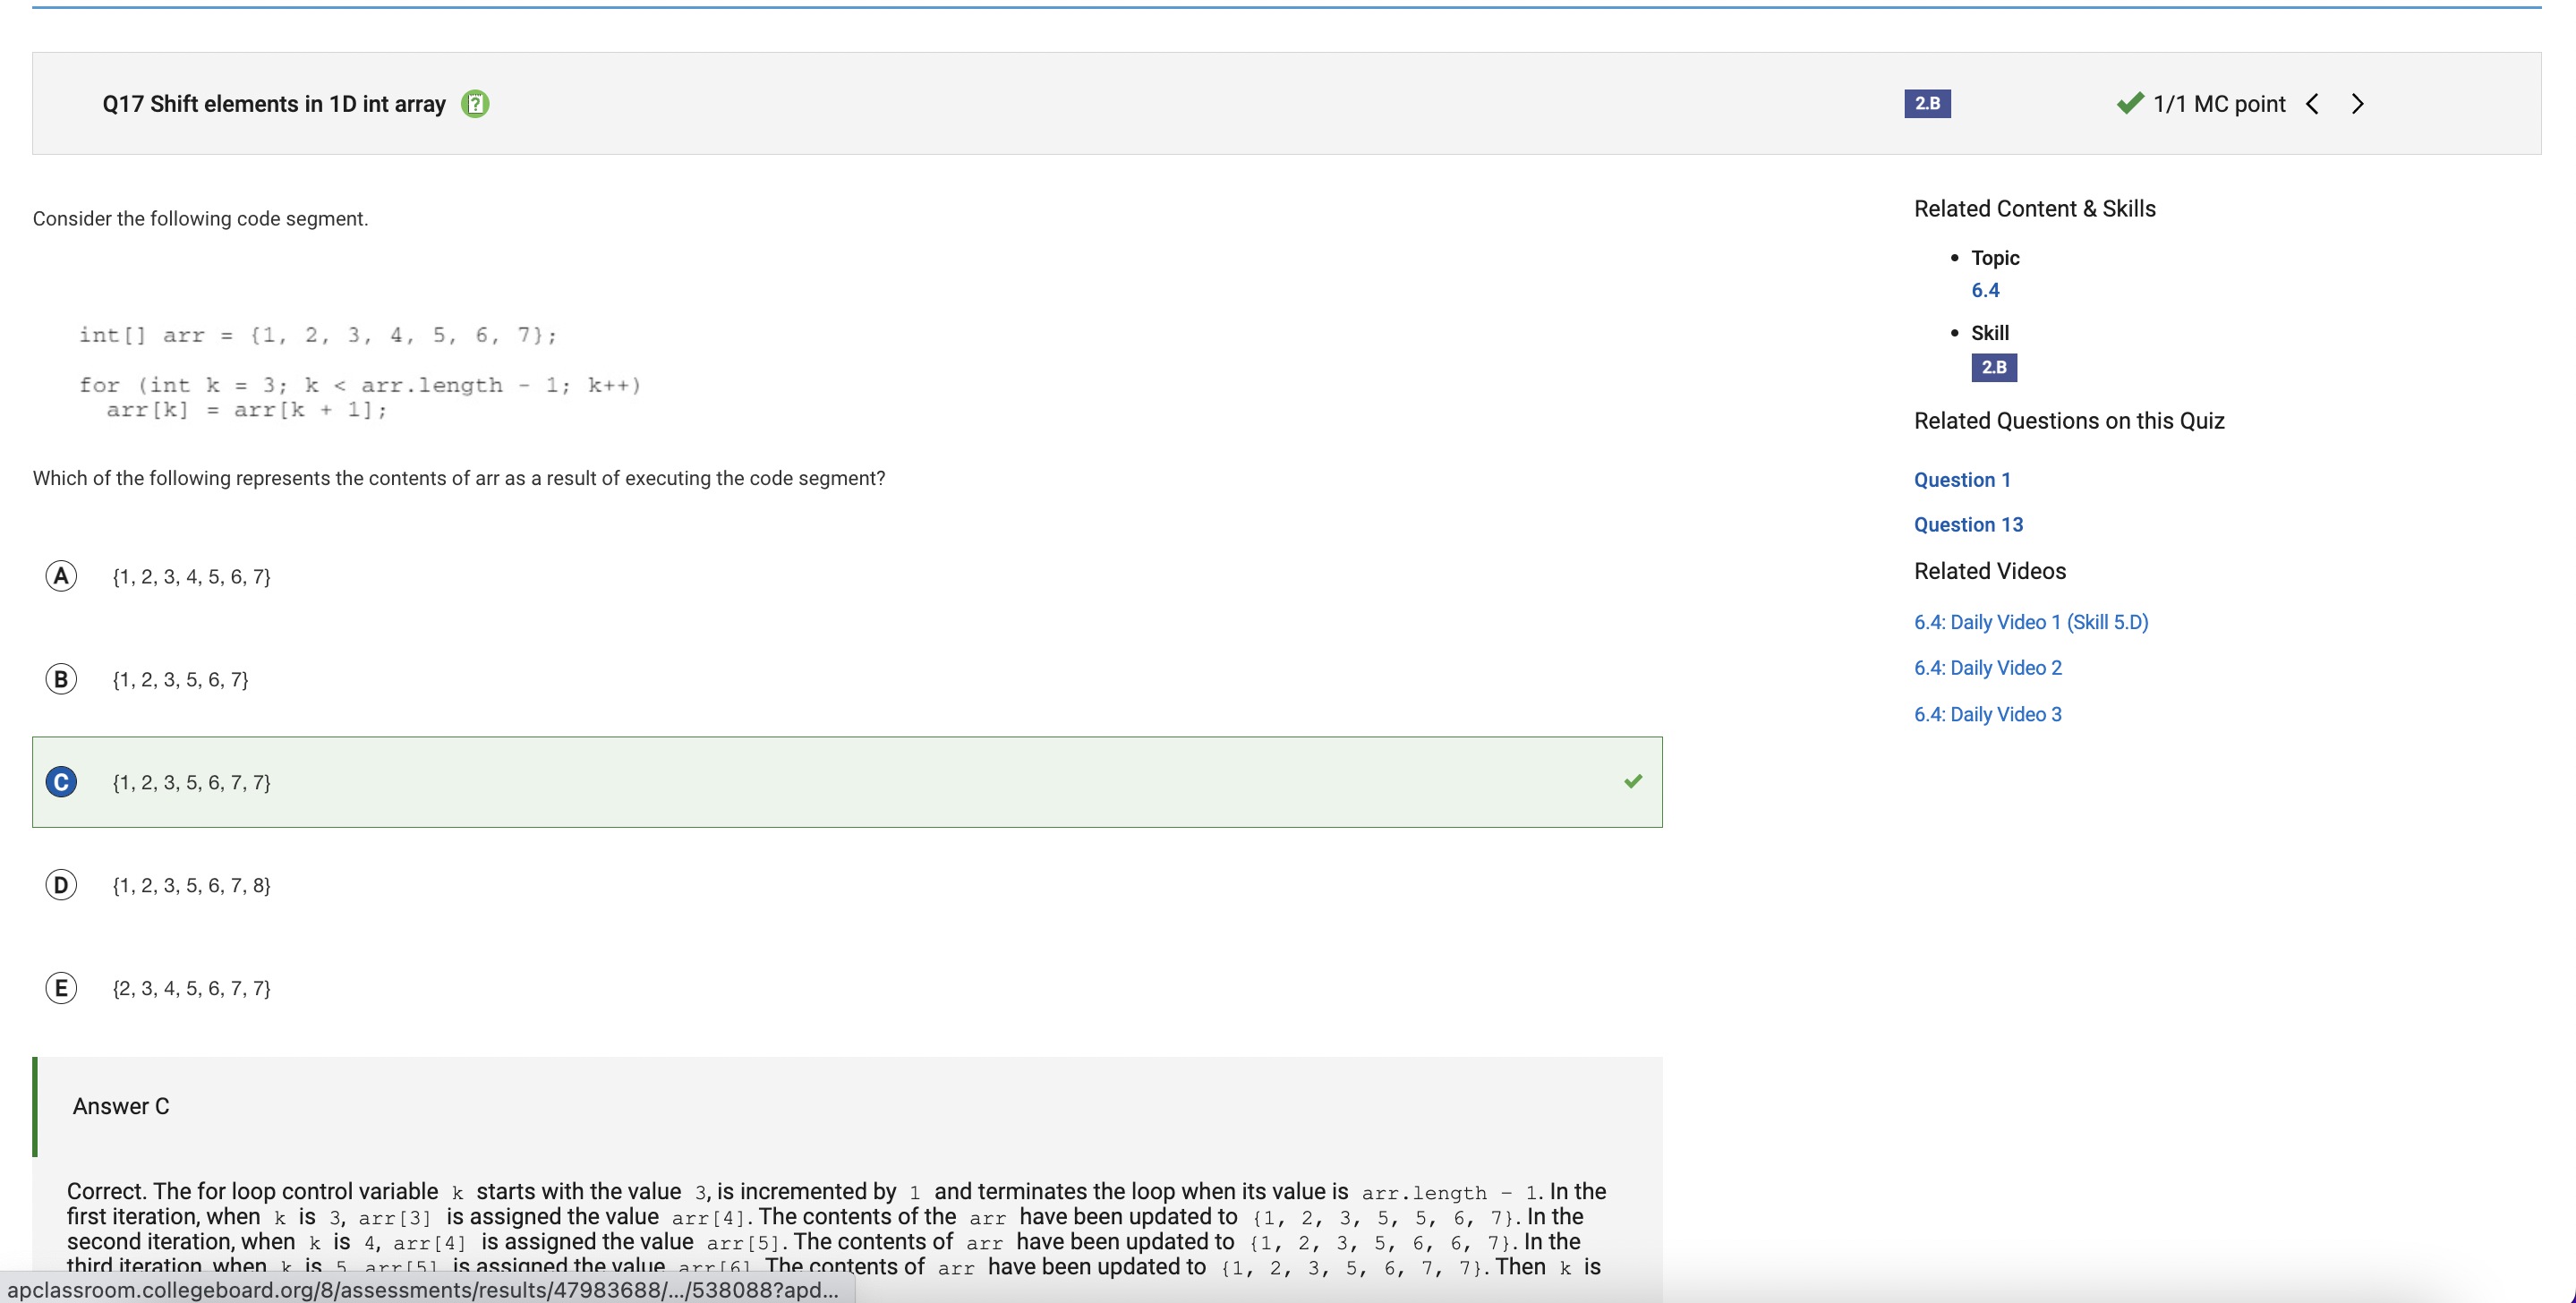 Q17 Shift elements in 1D int array
2.B
1/1 MC point
Consider the following code segment.
int[] arr = {1, 2, 3, 4, 5, 6, 7};
for (int k = 3; k < arr.length - 1; k++)
arr[k] = arr[k + 1];
Which of the following represents the contents of arr as a result of executing the code segment?
A {1, 2, 3, 4, 5, 6, 7}
B {1, 2, 3, 5, 6, 7}
C {1, 2, 3, 5, 6, 7, 7}
D {1, 2, 3, 5, 6, 7, 8}
E {2, 3, 4, 5, 6, 7, 7}
Answer C
Correct. The for loop control variable k starts with the value 3, is incremented by 1 and terminates the loop when its value is arr.length - 1. In the
first iteration, when k is 3, arr[3] is assigned the value arr[4]. The contents of the arr have been updated to {1, 2, 3, 5, 5, 6, 7}. In the
second iteration, when k is 4, arr[4] is assigned the value arr[5]. The contents of arr have been updated to {1, 2, 3, 5, 6, 6, 7}. In the
third iteration, when k is 5, arr[5] is assigned the value arr[6]. The contents of arr have been updated to {1, 2, 3, 5, 6, 7, 7}. Then k is
apclassroom.collegeboard.org/8/assessments/results/47983688/.../538088?apd...
Related Content & Skills
• Topic
6.4
• Skill
2.B
Related Questions on this Quiz
Question 1
Question 13
Related Videos
6.4: Daily Video 1 (Skill 5.D)
6.4: Daily Video 2
6.4: Daily Video 3